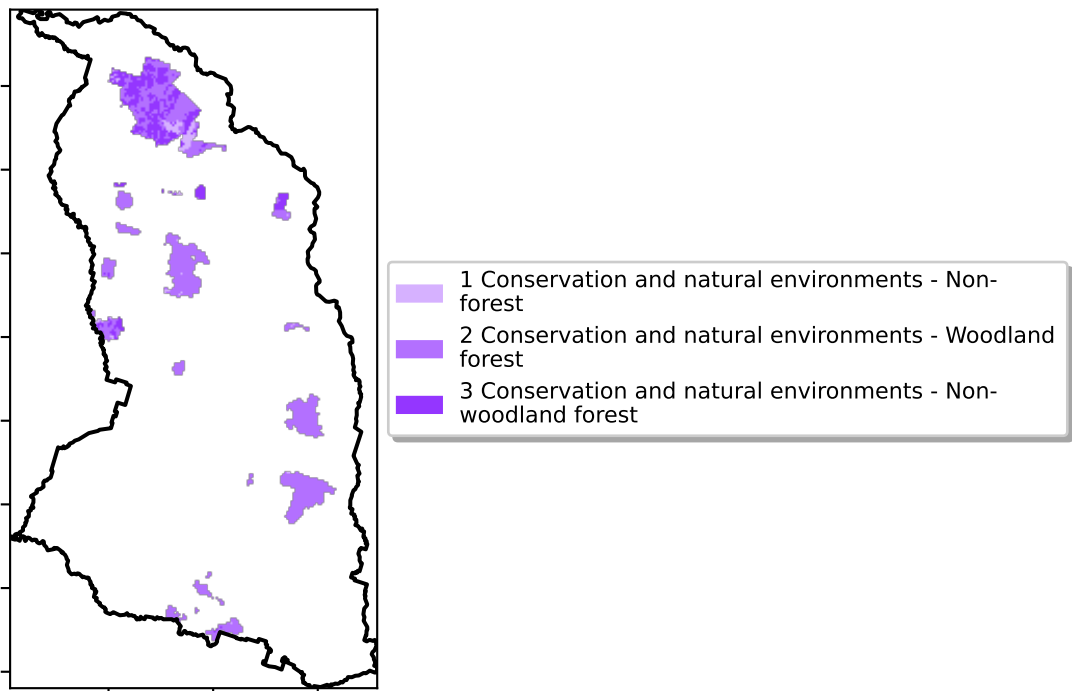 1 Conservation and natural environments - Non-
forest
2 Conservation and natural environments - Woodland
forest
3 Conservation and natural environments - Non-
woodland forest